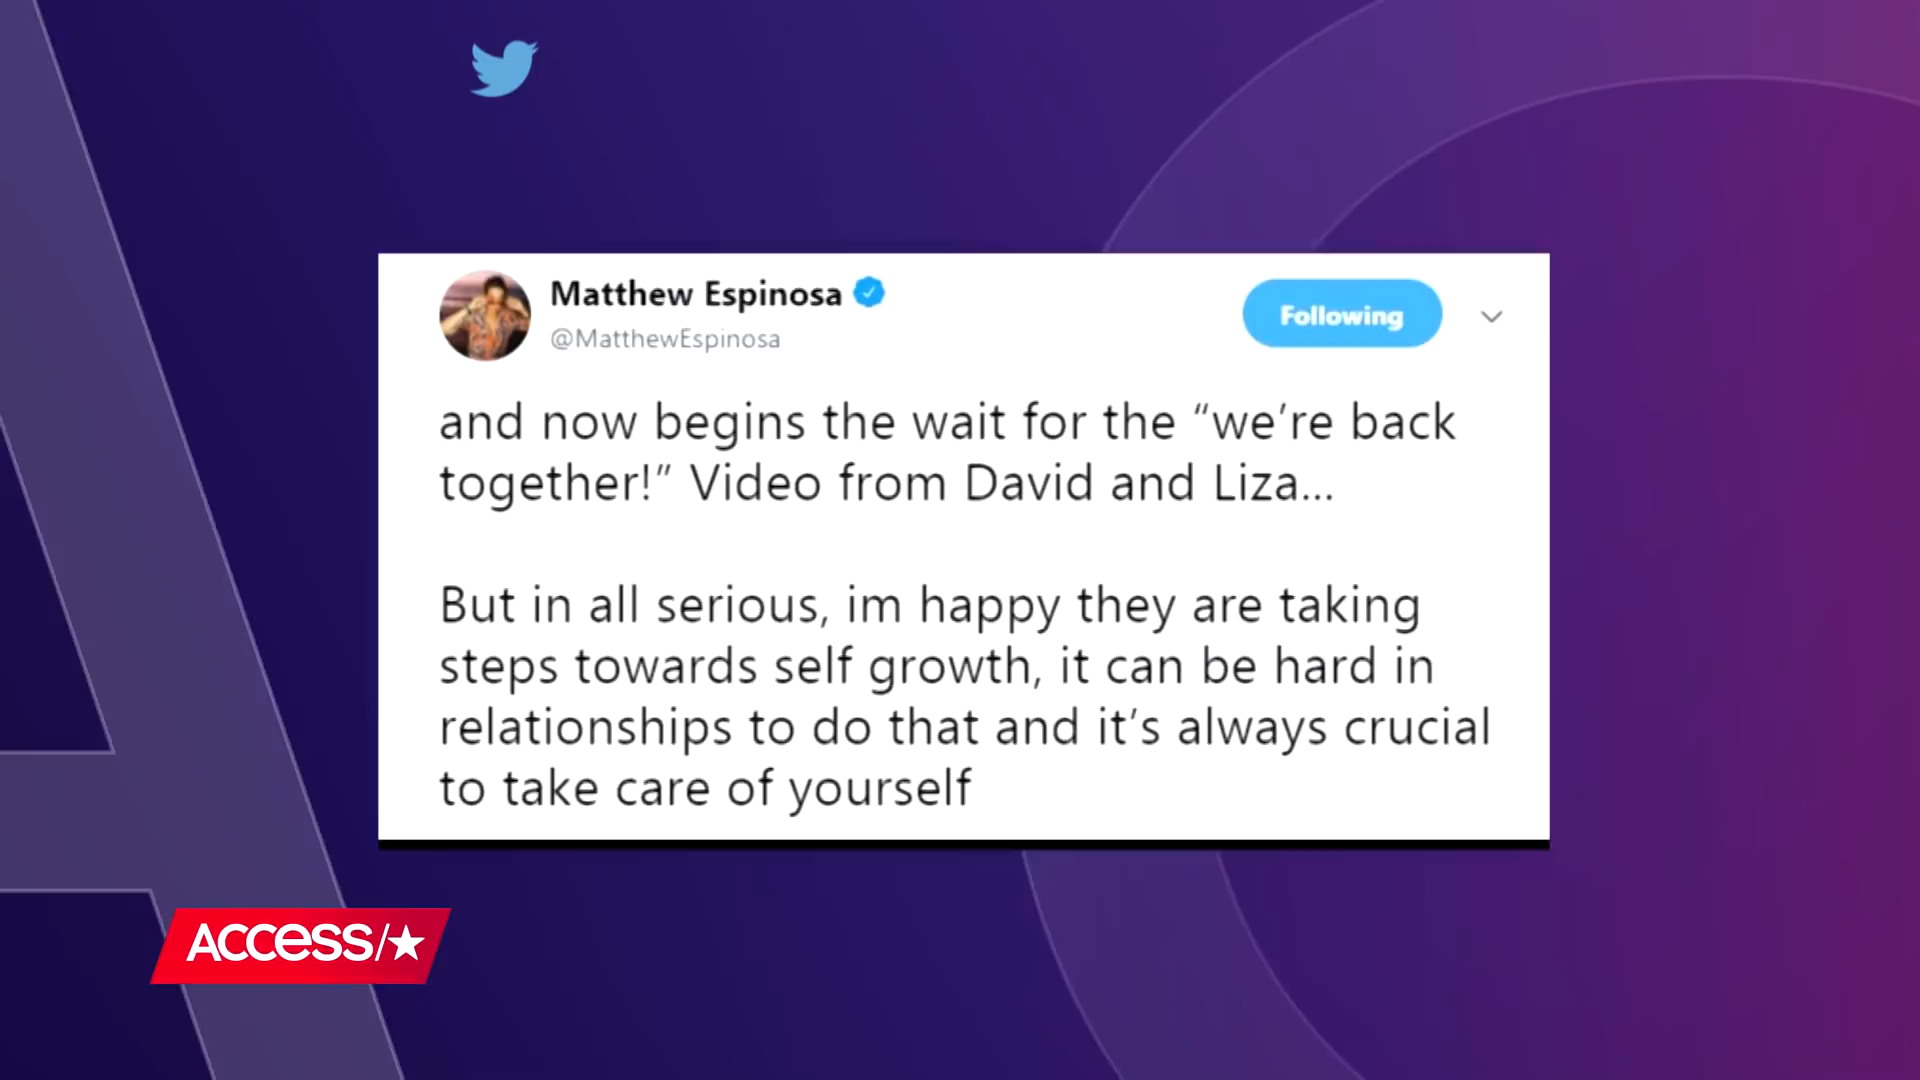 Matthew Espinosa
@MatthewEspinosa
Following
and now begins the wait for the “we’re back
together!” Video from David and Liza...
But in all serious, im happy they are taking
steps towards self growth, it can be hard in
relationships to do that and it’s always crucial
to take care of yourself
ACCESS/